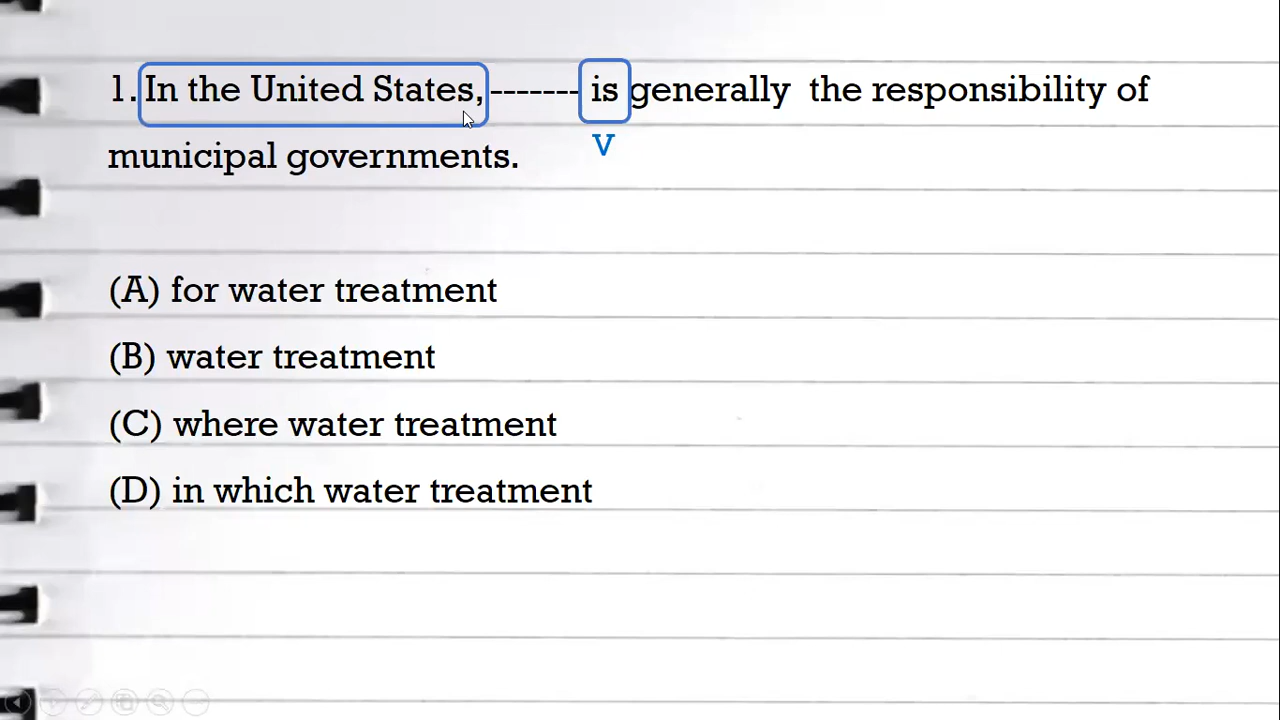 1. In the United States, ------- is generally the responsibility of
V
municipal governments.
(A) for water treatment
(B) water treatment
(C) where water treatment
(D) in which water treatment